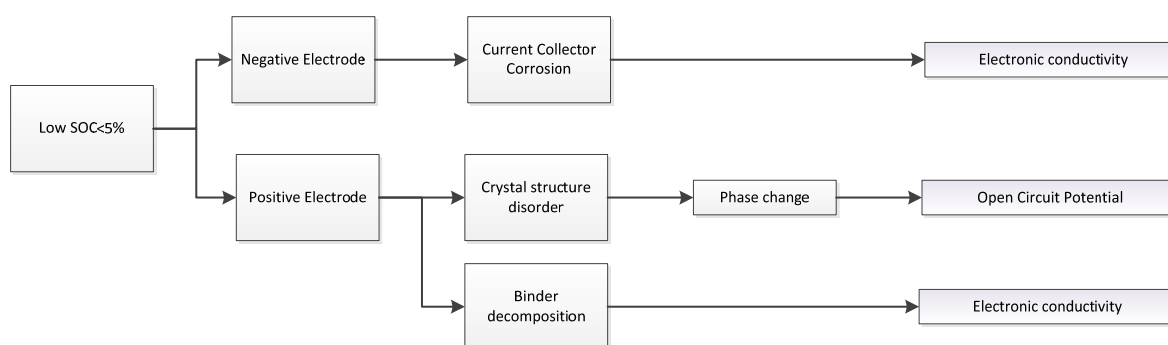 Negative Electrode
Current Collector
Corrosion
Electronic conductivity
Low SOC<5%
Positive Electrode
Crystal structure
disorder
Phase change
Open Circuit Potential
Binder
decomposition
Electronic conductivity